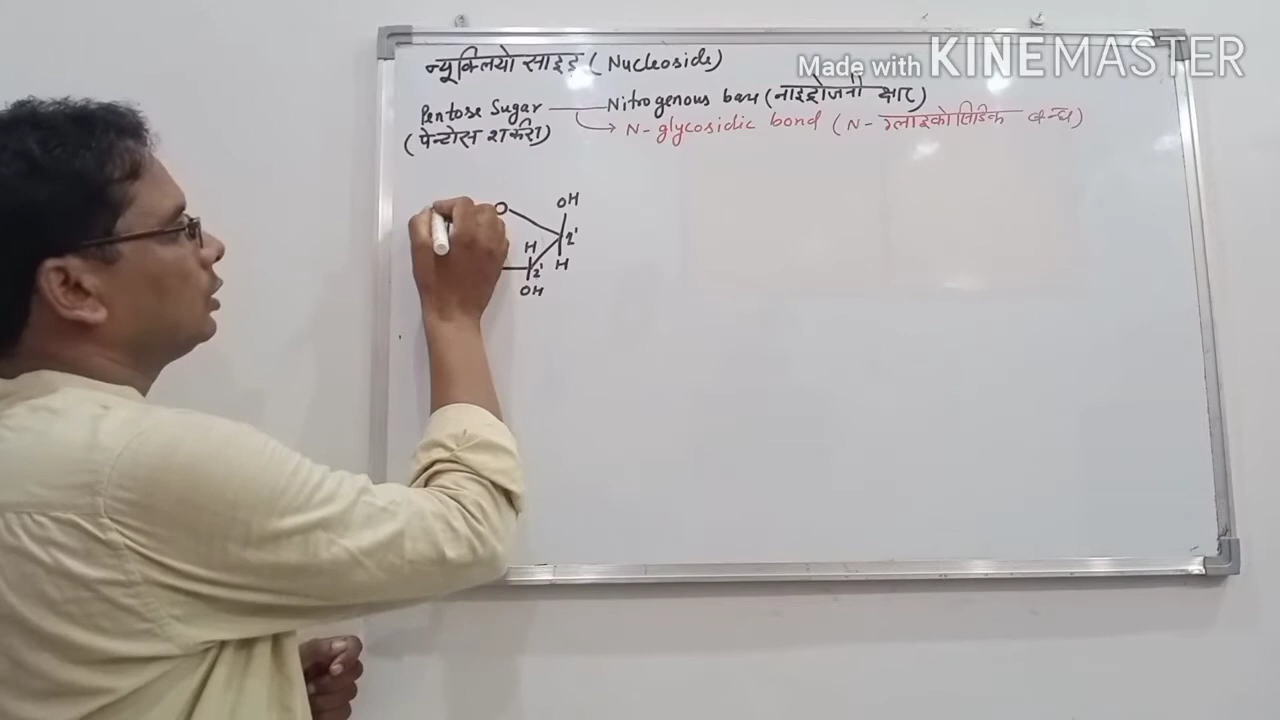 Made with KINEMASTER
न्यूक्लियोसाइड (Nucleoside)
Pentose Sugar — Nitrogenous base (नाइट्रोजनी क्षार)
(पेन्टोस शर्करा) → N-glycosidic bond (N-ग्लाइकोसिडिक बन्ध)
OH
O
1'
H
H
2'
OH